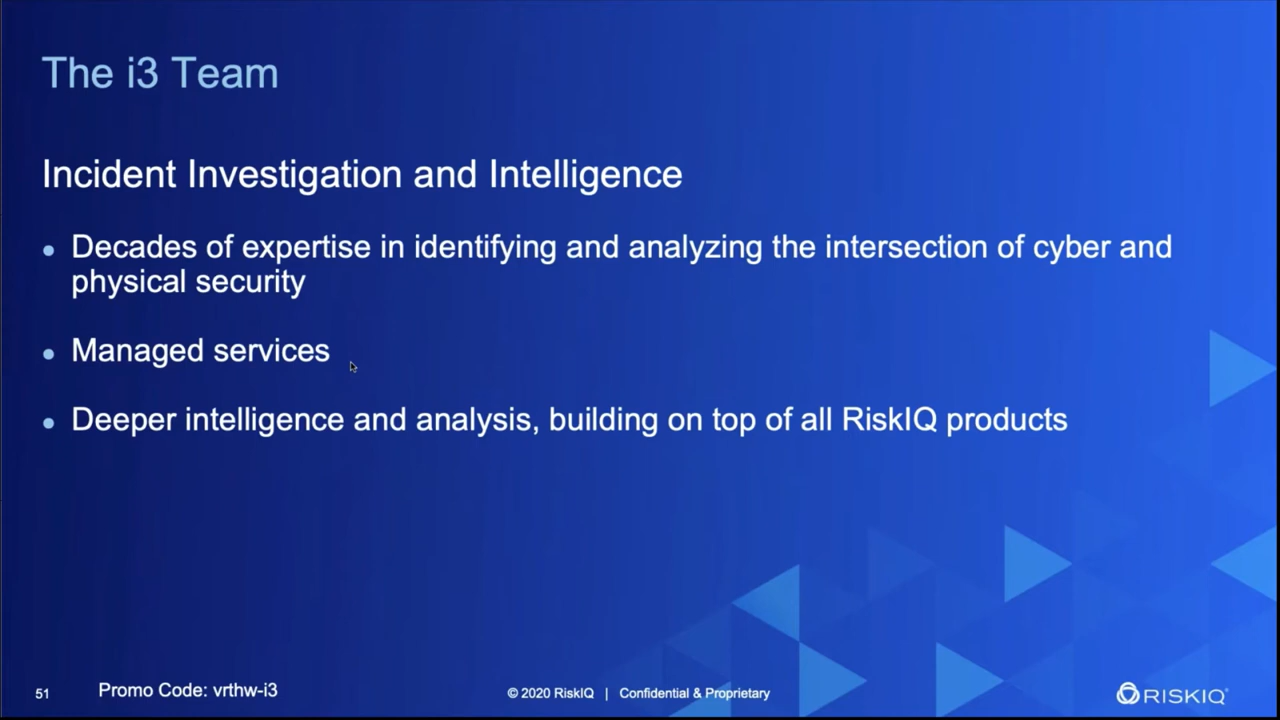 The i3 Team
Incident Investigation and Intelligence
• Decades of expertise in identifying and analyzing the intersection of cyber and
physical security
• Managed services
• Deeper intelligence and analysis, building on top of all RiskIQ products
51
Promo Code: vrthw-i3
© 2020 RiskIQ | Confidential & Proprietary
RISKIQ